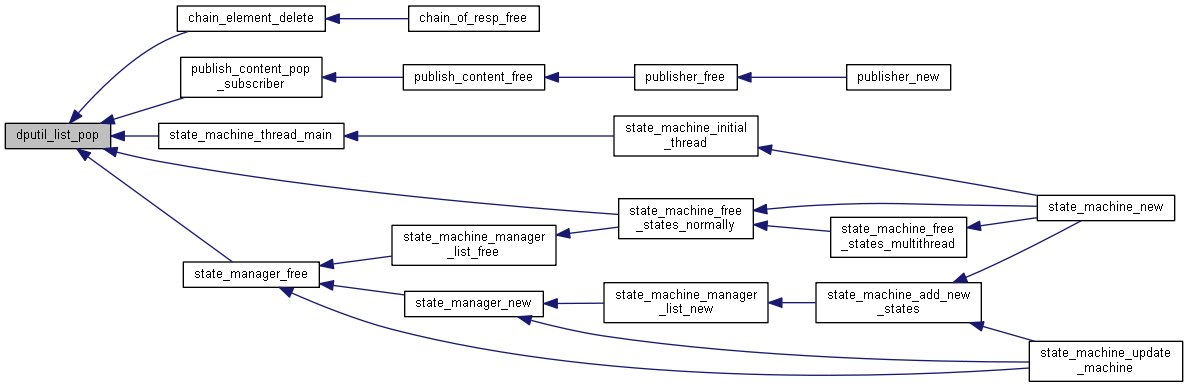 chain_element_delete
chain_of_resp_free
publish_content_pop
_subscriber
publish_content_free
publisher_free
publisher_new
dputil_list_pop
state_machine_thread_main
state_machine_initial
_thread
state_machine_free
_states_normally
state_machine_new
state_machine_manager
_list_free
state_machine_free
_states_multithread
state_manager_free
state_manager_new
state_machine_manager
_list_new
state_machine_add_new
_states
state_machine_update
_machine